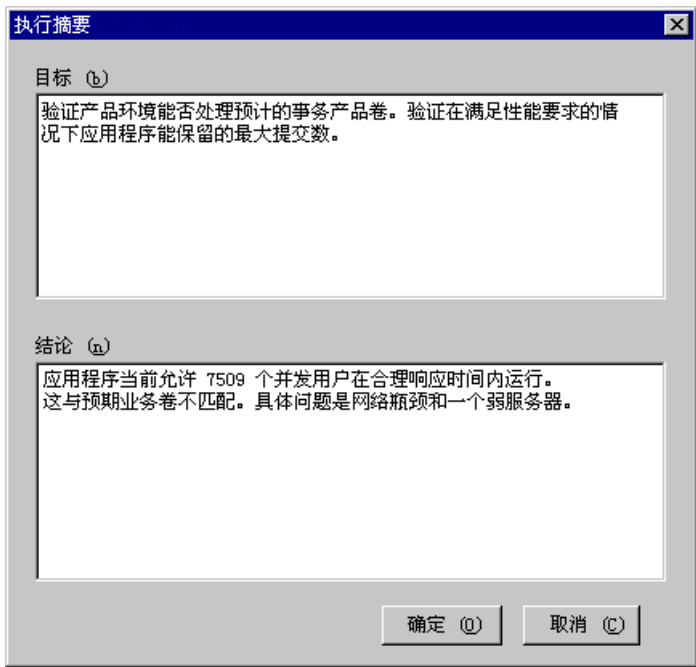 执行摘要
目标 (b)
验证产品环境能否处理预计的事务产品卷。验证在满足性能要求的情
况下应用程序能保留的最大提交数。
结论 (n)
应用程序当前允许 7509 个并发用户在合理响应时间内运行。
这与预期业务卷不匹配。具体问题是网络瓶颈和一个弱服务器。
确定 (O)
取消 (C)